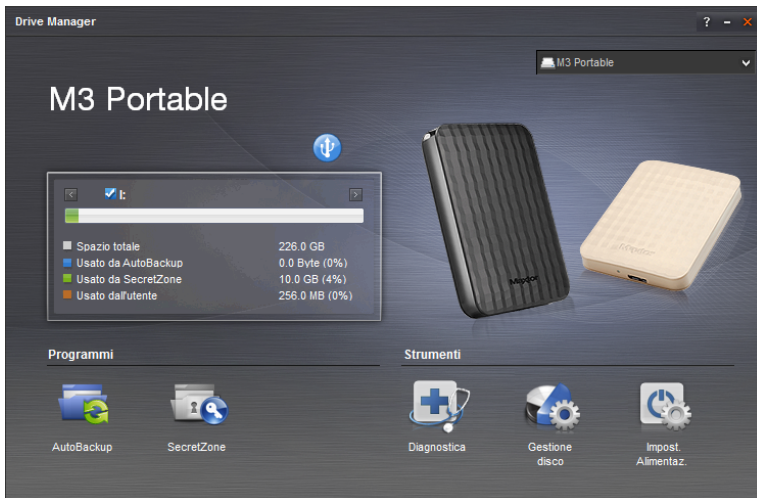 Drive Manager
? - ×
M3 Portable
M3 Portable
I:
Spazio totale 226.0 GB
Usato da AutoBackup 0.0 Byte (0%)
Usato da SecretZone 10.0 GB (4%)
Usato dall'utente 256.0 MB (0%)
Maxtor
Maxtor
Programmi
Strumenti
AutoBackup
SecretZone
Diagnostica
Gestione
disco
Impost.
Alimentaz.